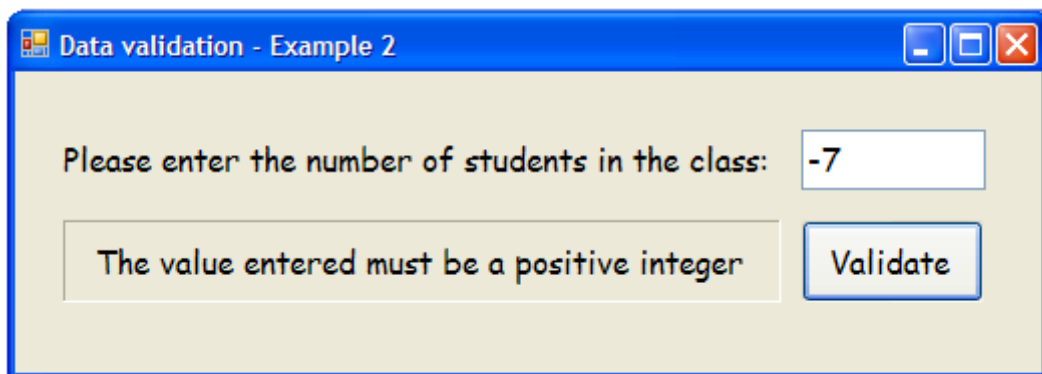 Data validation - Example 2
Please enter the number of students in the class: -7
The value entered must be a positive integer Validate